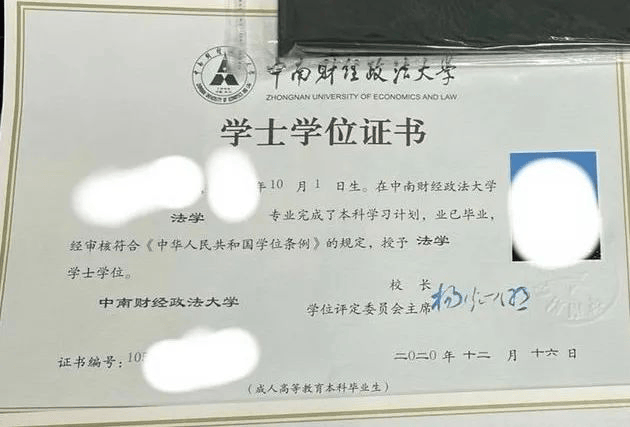 中南财经政法大学
ZHONGNAN UNIVERSITY OF ECONOMICS AND LAW
学士学位证书
年10月1日生。在中南财经政法大学
法学 专业完成了本科学习计划，业已毕业，
经审核符合《中华人民共和国学位条例》的规定，授予 法学
学士学位。
校长
中南财经政法大学
学位评定委员会主席
证书编号：105
二〇二〇年十二月十六日
（成人高等教育本科毕业生）